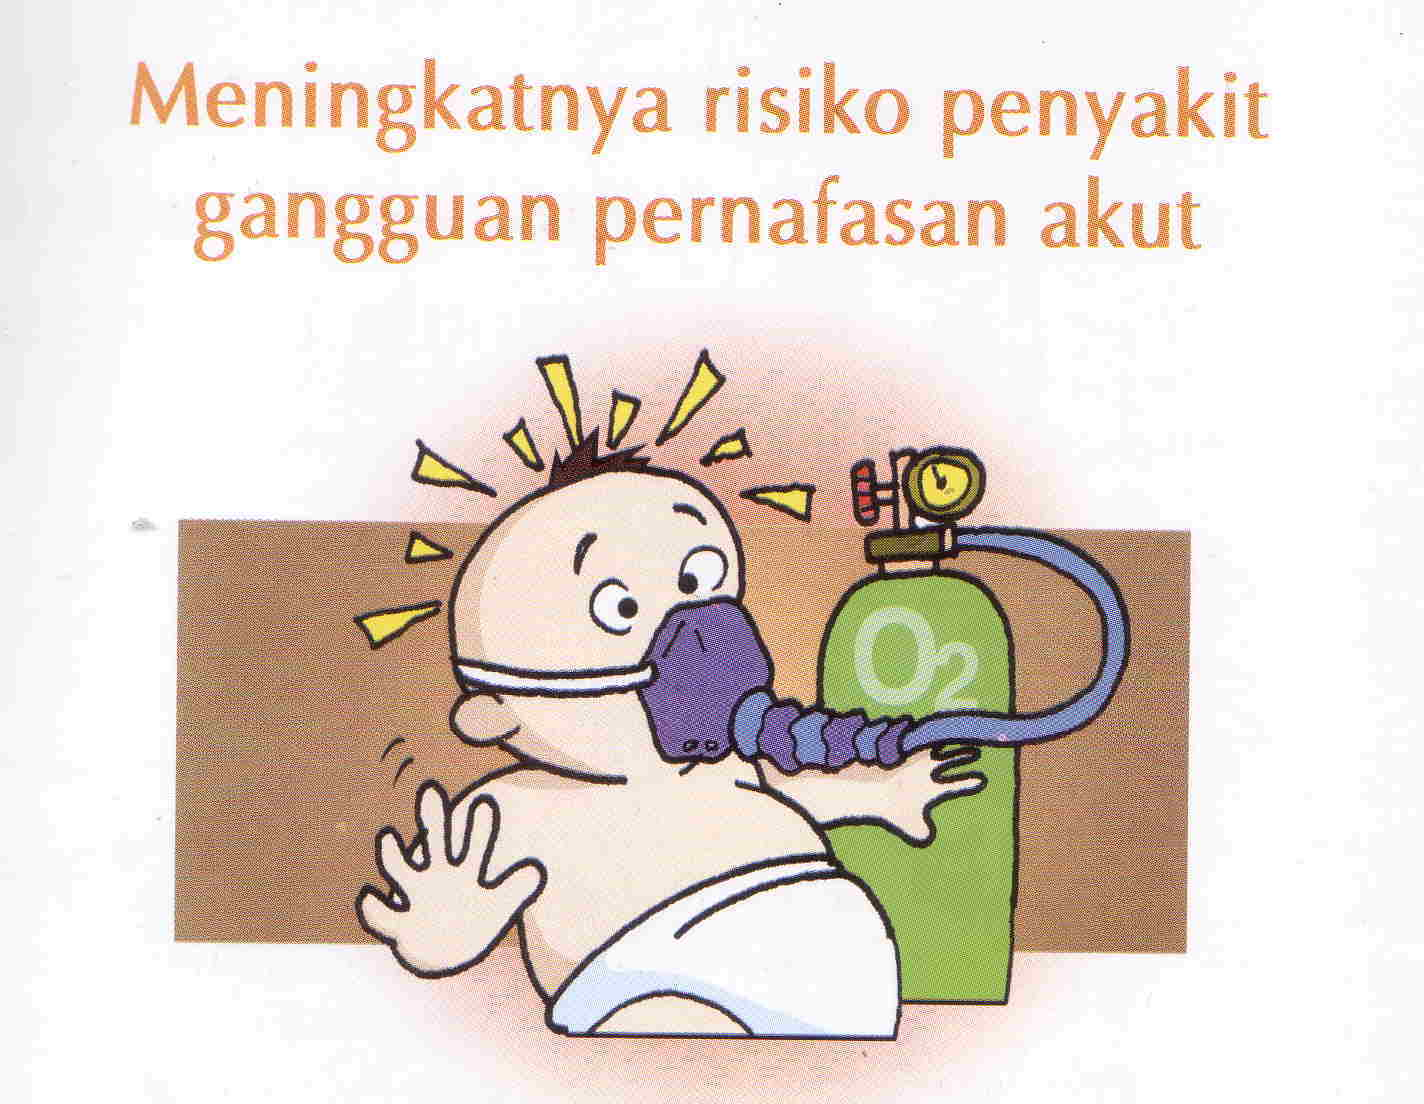 Meningkatnya risiko penyakit
gangguan pernafasan akut
O2